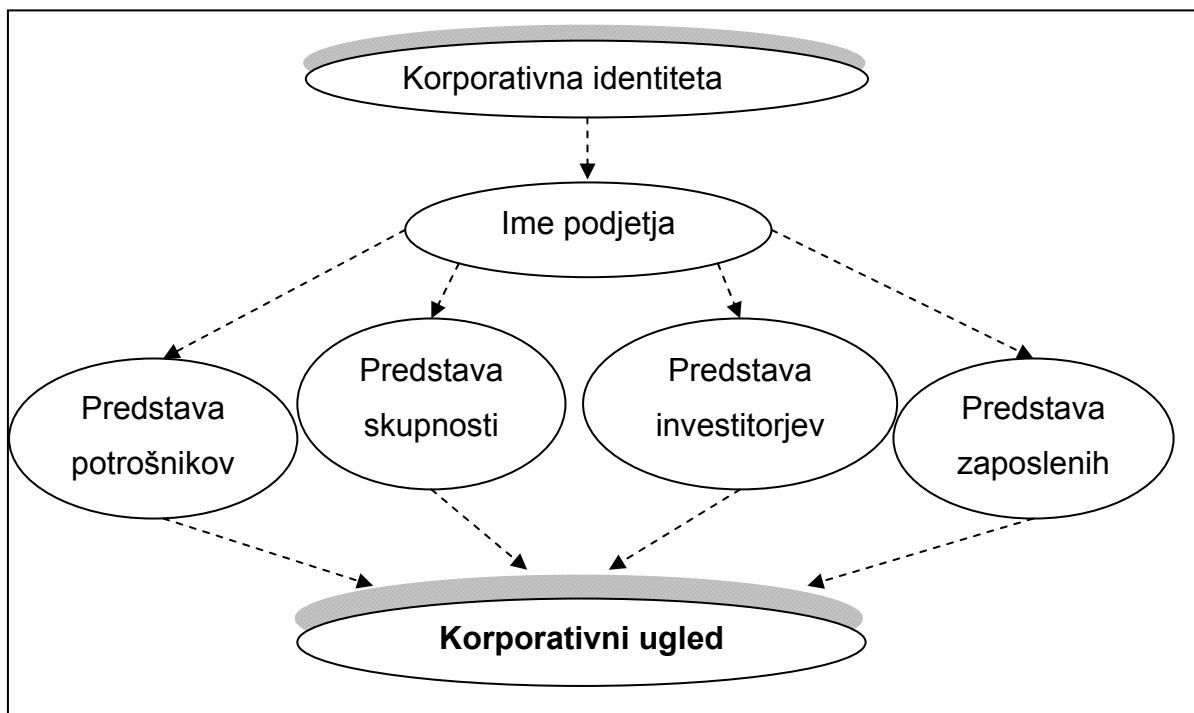 Korporativna identiteta
Ime podjetja
Predstava
potrošnikov
Predstava
skupnosti
Predstava
investitorjev
Predstava
zaposlenih
Korporativni ugled